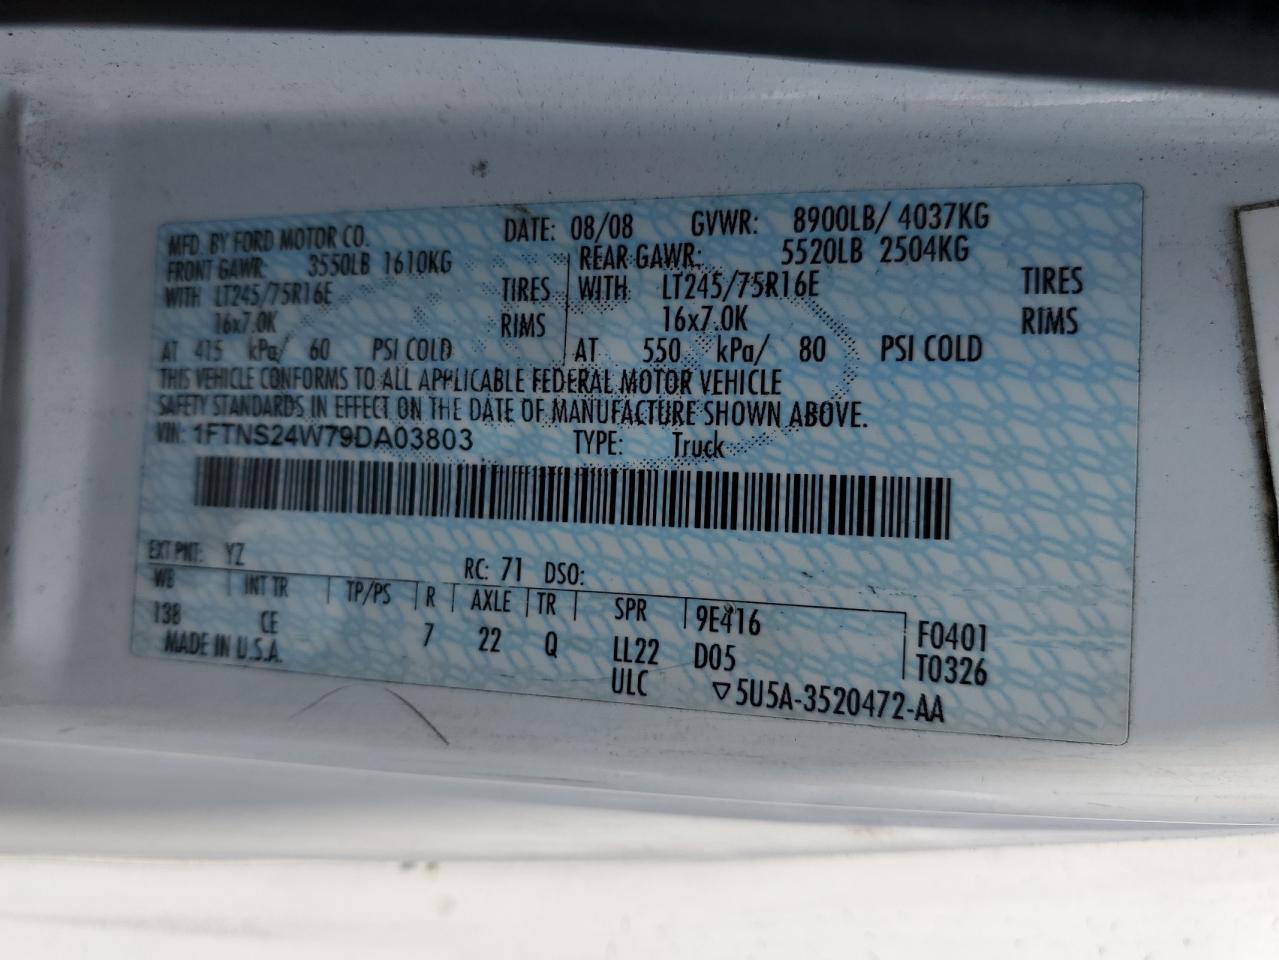 MFD. BY FORD MOTOR CO. DATE: 08/08 GVWR: 8900LB/ 4037KG
FRONT GAWR: 3550LB 1610KG REAR GAWR: 5520LB 2504KG
WITH LT245/75R16E TIRES WITH LT245/75R16E TIRES
16x7.0K RIMS 16x7.0K RIMS
AT 415 kPa/ 60 PSI COLD AT 550 kPa/ 80 PSI COLD
THIS VEHICLE CONFORMS TO ALL APPLICABLE FEDERAL MOTOR VEHICLE
SAFETY STANDARDS IN EFFECT ON THE DATE OF MANUFACTURE SHOWN ABOVE.
VIN: 1FTNS24W79DA03803 TYPE: Truck
EXT PNT: YZ RC: 71 DSO:
WB INT TR TP/PS R AXLE TR SPR 9E416 F0401
138 CE 7 22 Q LL22 D05 T0326
MADE IN U.S.A. ULC ▽5U5A-3520472-AA